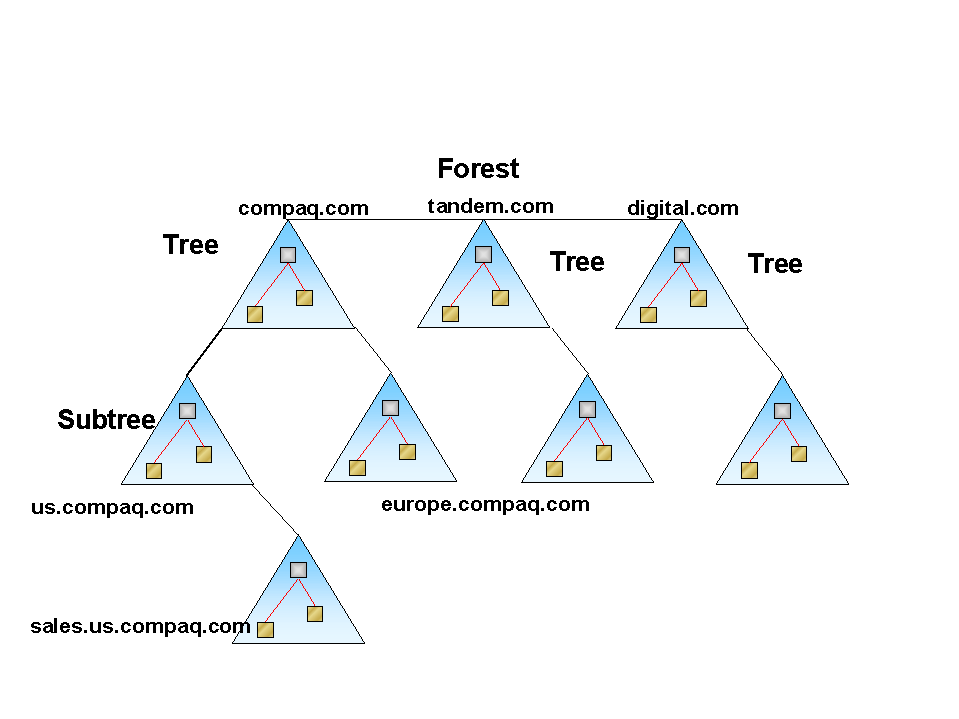 Forest
compaq.com
tandem.com
digital.com
Tree
Tree
Tree
Subtree
us.compaq.com
europe.compaq.com
sales.us.compaq.com